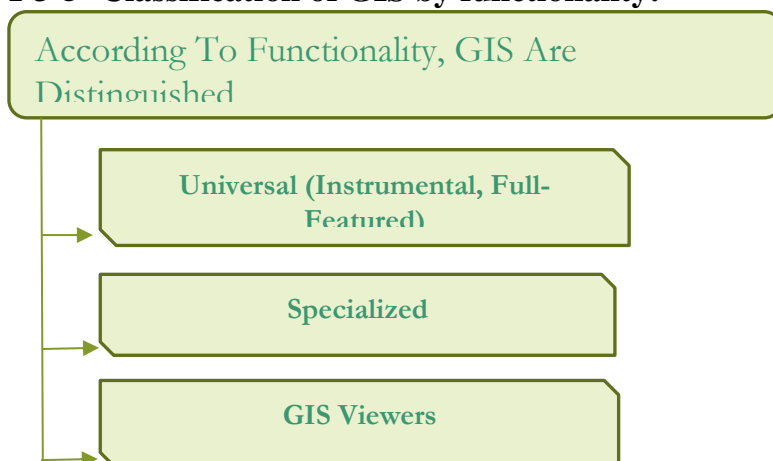 Classification of GIS by functionality:
According To Functionality, GIS Are
Distinguished
Universal (Instrumental, Full-
Featured)
Specialized
GIS Viewers